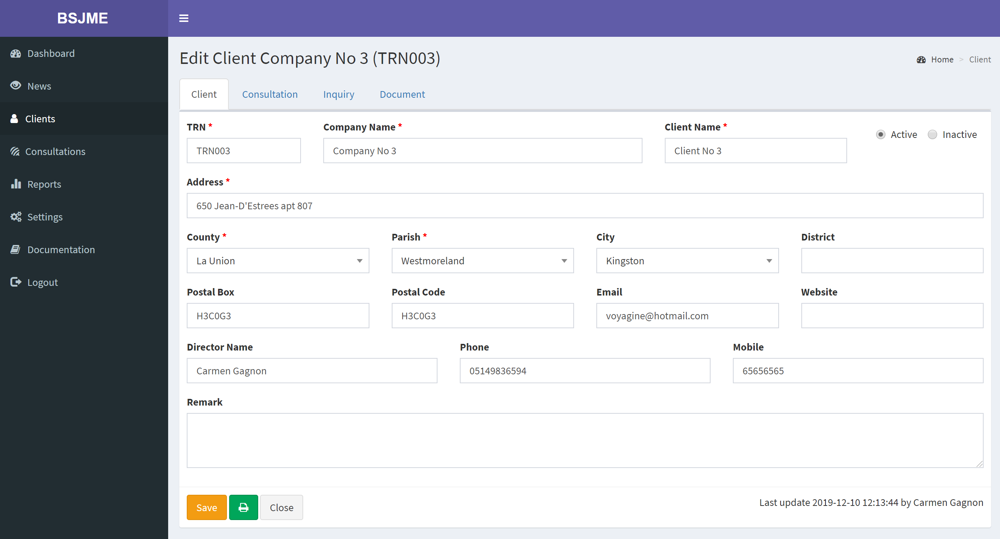 BSJME
Dashboard
News
Clients
Consultations
Reports
Settings
Documentation
Logout
Edit Client Company No 3 (TRN003)
Home > Client
Client Consultation Inquiry Document
TRN * Company Name * Client Name *
Active Inactive
TRN003 Company No 3 Client No 3
Address *
650 Jean-D'Estrees apt 807
County * Parish * City District
La Union Westmoreland Kingston
Postal Box Postal Code Email Website
H3C0G3 H3C0G3 voyagine@hotmail.com
Director Name Phone Mobile
Carmen Gagnon 05149836594 65656565
Remark
Save Close
Last update 2019-12-10 12:13:44 by Carmen Gagnon